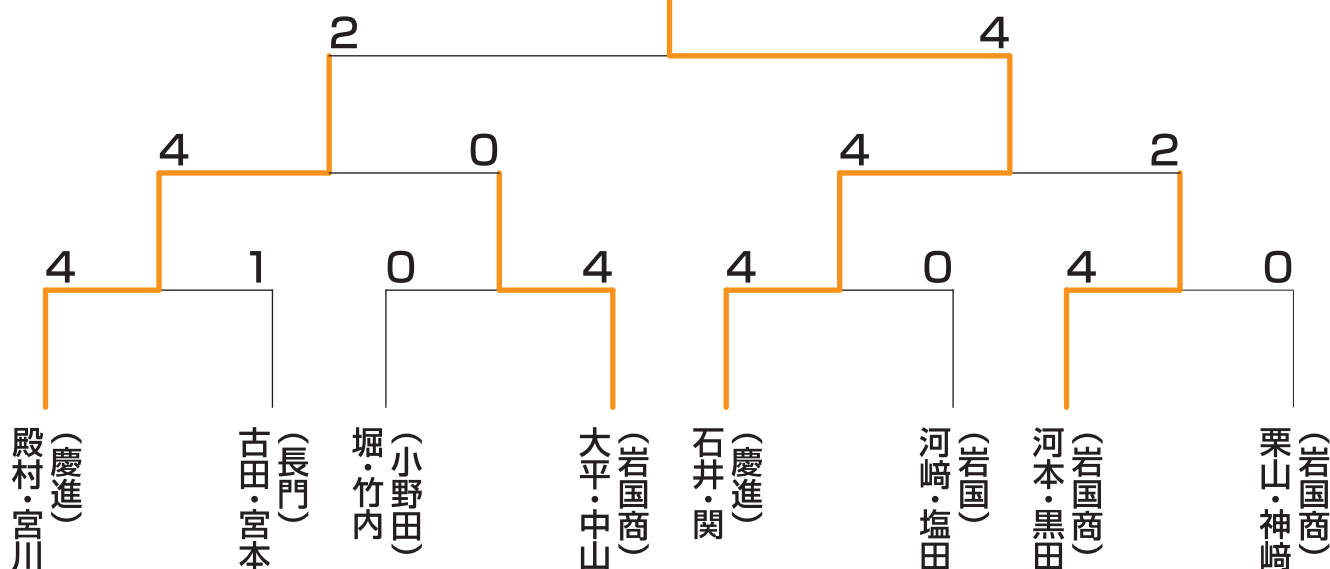 2 4
4 0 4 2
4 1 0 4 4 0 4 0
殿村・宮川
(慶進)
古田・宮本
(長門)
堀・竹内
(小野田)
大平・中山
(岩国商)
石井・関
(慶進)
河﨑・塩田
(岩国)
河本・黒田
(岩国商)
栗山・神﨑
(岩国商)